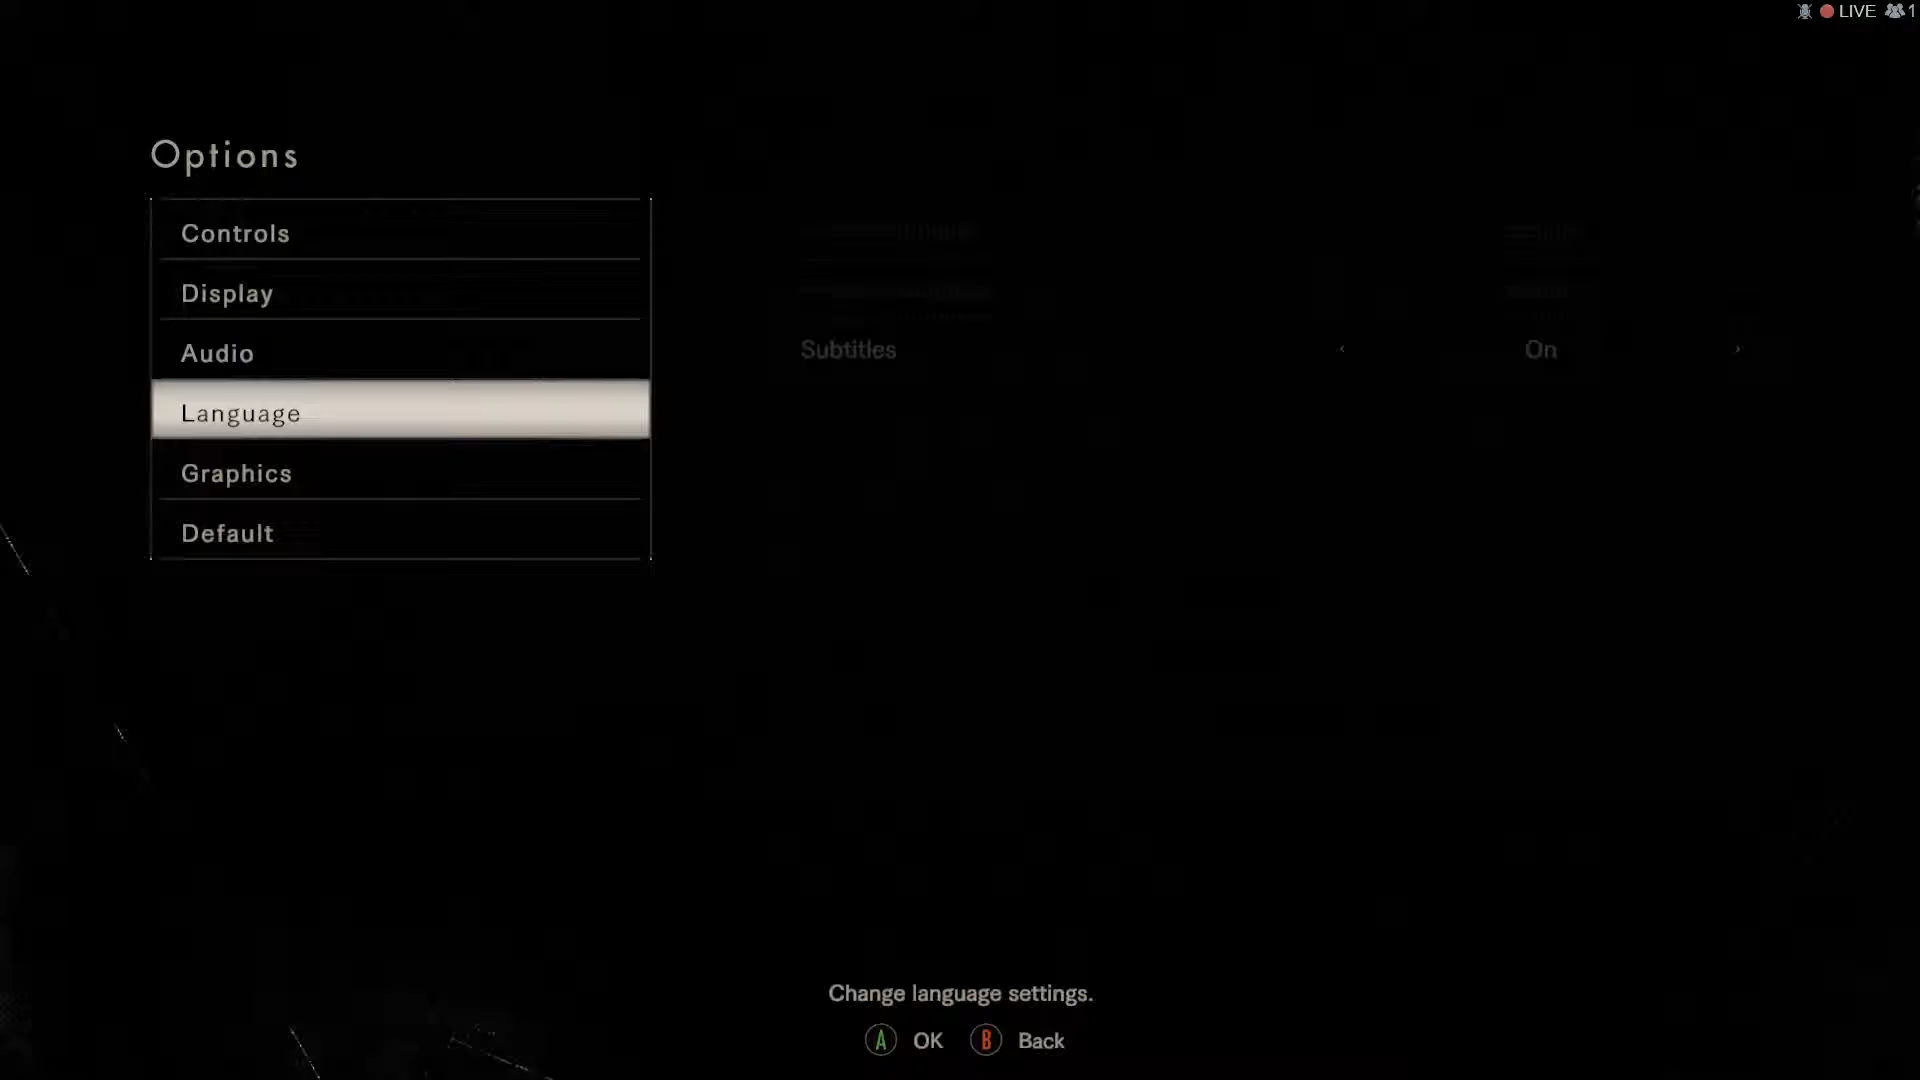 LIVE 1
Options
Controls
Display
Audio
Subtitles ‹ On ›
Language
Graphics
Default
Change language settings.
A OK B Back